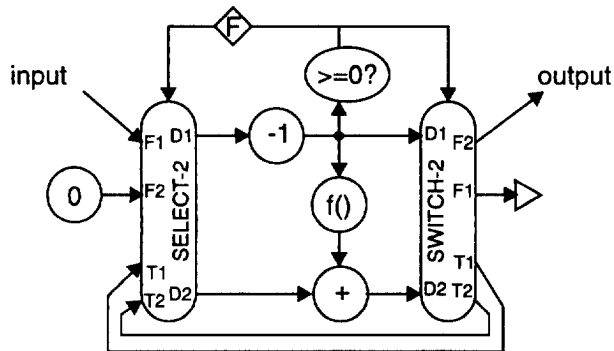 F
input
>=0?
output
F1
D1
-1
D1
F2
0
F2
SELECT-2
f()
SWITCH-2
F1
T1
T1
T2
D2
+
D2
T2